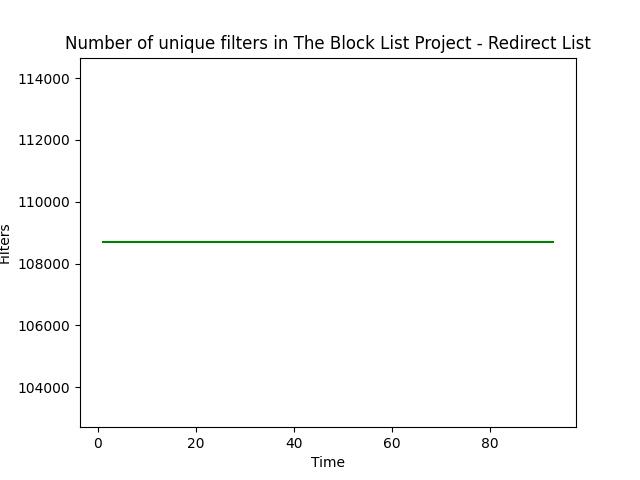 Number of unique filters in The Block List Project - Redirect List
114000
112000
110000
108000
106000
104000
Filters
0 20 40 60 80
Time